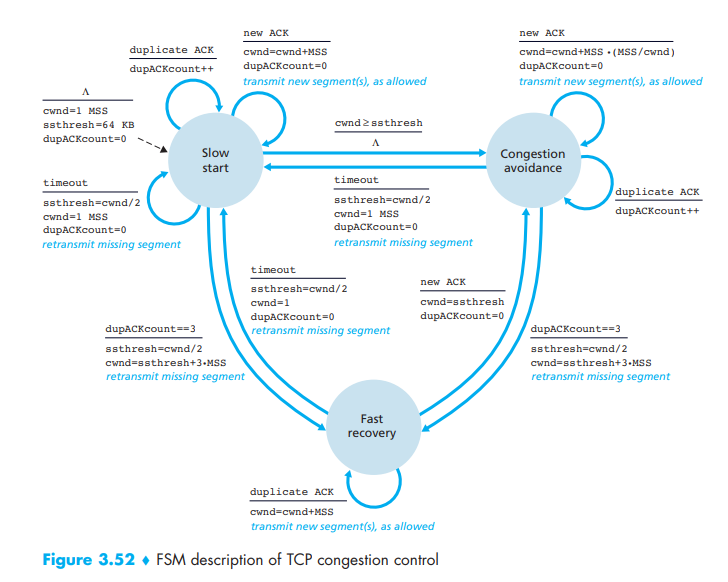 new ACK
cwnd=cwnd+MSS
dupACKcount=0
transmit new segment(s), as allowed
new ACK
cwnd=cwnd+MSS•(MSS/cwnd)
dupACKcount=0
transmit new segment(s), as allowed
duplicate ACK
dupACKcount++
Λ
cwnd=1 MSS
ssthresh=64 KB
dupACKcount=0
cwnd≥ssthresh
Λ
Slow
start
Congestion
avoidance
timeout
ssthresh=cwnd/2
cwnd=1 MSS
dupACKcount=0
retransmit missing segment
timeout
ssthresh=cwnd/2
cwnd=1 MSS
dupACKcount=0
retransmit missing segment
duplicate ACK
dupACKcount++
timeout
ssthresh=cwnd/2
cwnd=1
dupACKcount=0
retransmit missing segment
new ACK
cwnd=ssthresh
dupACKcount=0
dupACKcount==3
ssthresh=cwnd/2
cwnd=ssthresh+3•MSS
retransmit missing segment
dupACKcount==3
ssthresh=cwnd/2
cwnd=ssthresh+3•MSS
retransmit missing segment
Fast
recovery
duplicate ACK
cwnd=cwnd+MSS
transmit new segment(s), as allowed
Figure 3.52 ♦ FSM description of TCP congestion control